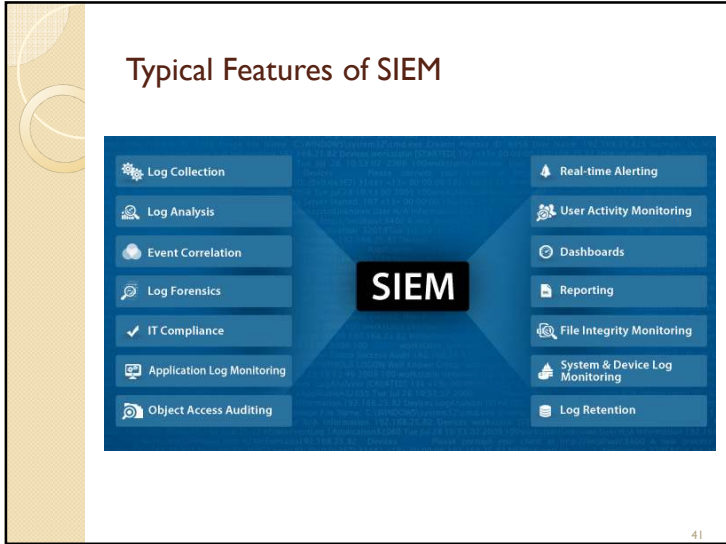 Typical Features of SIEM
Log Collection
Log Analysis
Event Correlation
Log Forensics
IT Compliance
Application Log Monitoring
Object Access Auditing
SIEM
Real-time Alerting
User Activity Monitoring
Dashboards
Reporting
File Integrity Monitoring
System & Device Log
Monitoring
Log Retention
41